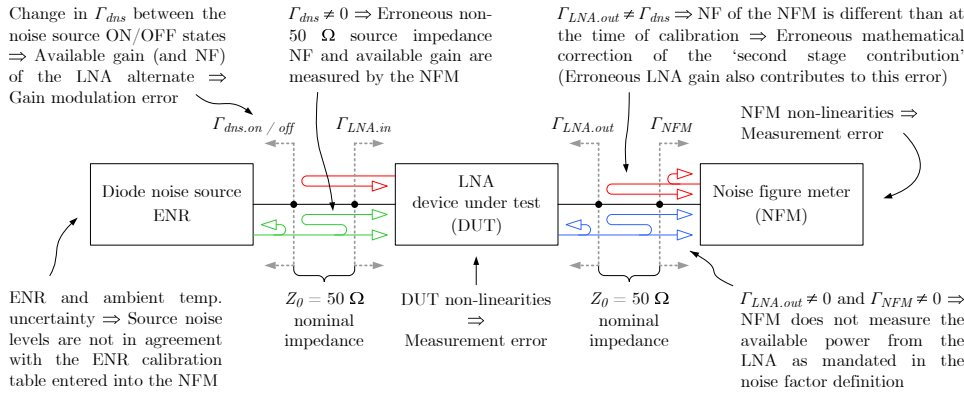 Change in Γdns between the
noise source ON/OFF states
⇒ Available gain (and NF)
of the LNA alternate ⇒
Gain modulation error
Γdns ≠ 0 ⇒ Erroneous non-
50 Ω source impedance
NF and available gain are
measured by the NFM
ΓLNA.out ≠ Γdns ⇒ NF of the NFM is different than at
the time of calibration ⇒ Erroneous mathematical
correction of the ‘second stage contribution’
(Erroneous LNA gain also contributes to this error)
NFM non-linearities ⇒
Measurement error
Γdns.on / off
ΓLNA.in
ΓLNA.out
ΓNFM
Diode noise source
ENR
LNA
device under test
(DUT)
Noise figure meter
(NFM)
ENR and ambient temp.
uncertainty ⇒ Source noise
levels are not in agreement
with the ENR calibration
table entered into the NFM
Z0 = 50 Ω
nominal
impedance
DUT non-linearities
⇒
Measurement error
Z0 = 50 Ω
nominal
impedance
ΓLNA.out ≠ 0 and ΓNFM ≠ 0 ⇒
NFM does not measure the
available power from the
LNA as mandated in the
noise factor definition